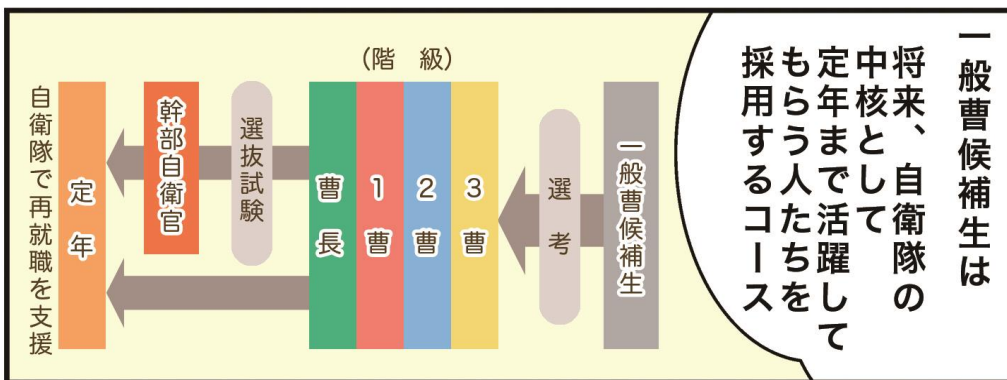 一般曹候補生は
将来、自衛隊の
中核として
定年まで活躍して
もらう人たちを
採用するコース
一般曹候補生
選考
（階級）
3曹
2曹
1曹
曹長
選抜試験
幹部自衛官
定年
自衛隊で再就職を支援